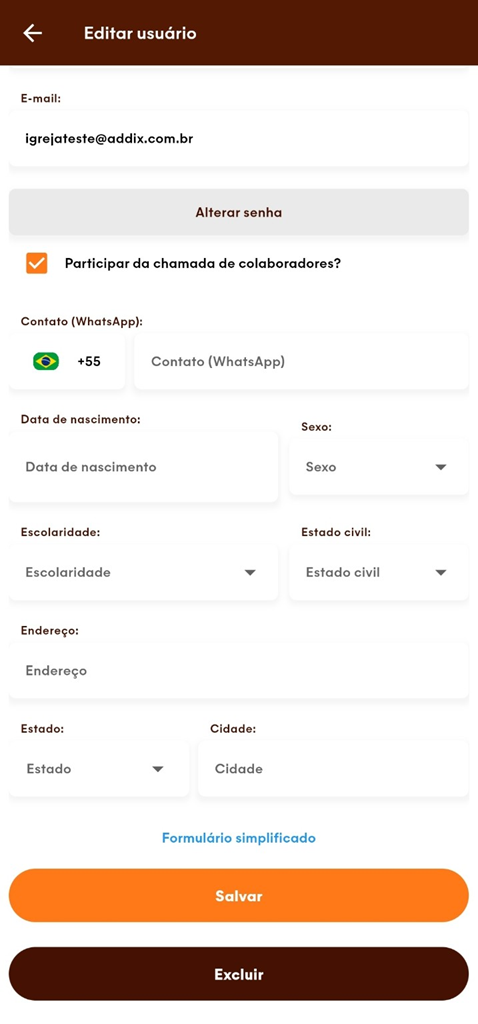 Editar usuário
E-mail:
igrejateste@addix.com.br
Alterar senha
Participar da chamada de colaboradores?
Contato (WhatsApp):
+55 Contato (WhatsApp)
Data de nascimento: Sexo:
Data de nascimento Sexo
Escolaridade: Estado civil:
Escolaridade Estado civil
Endereço:
Endereço
Estado: Cidade:
Estado Cidade
Formulário simplificado
Salvar
Excluir